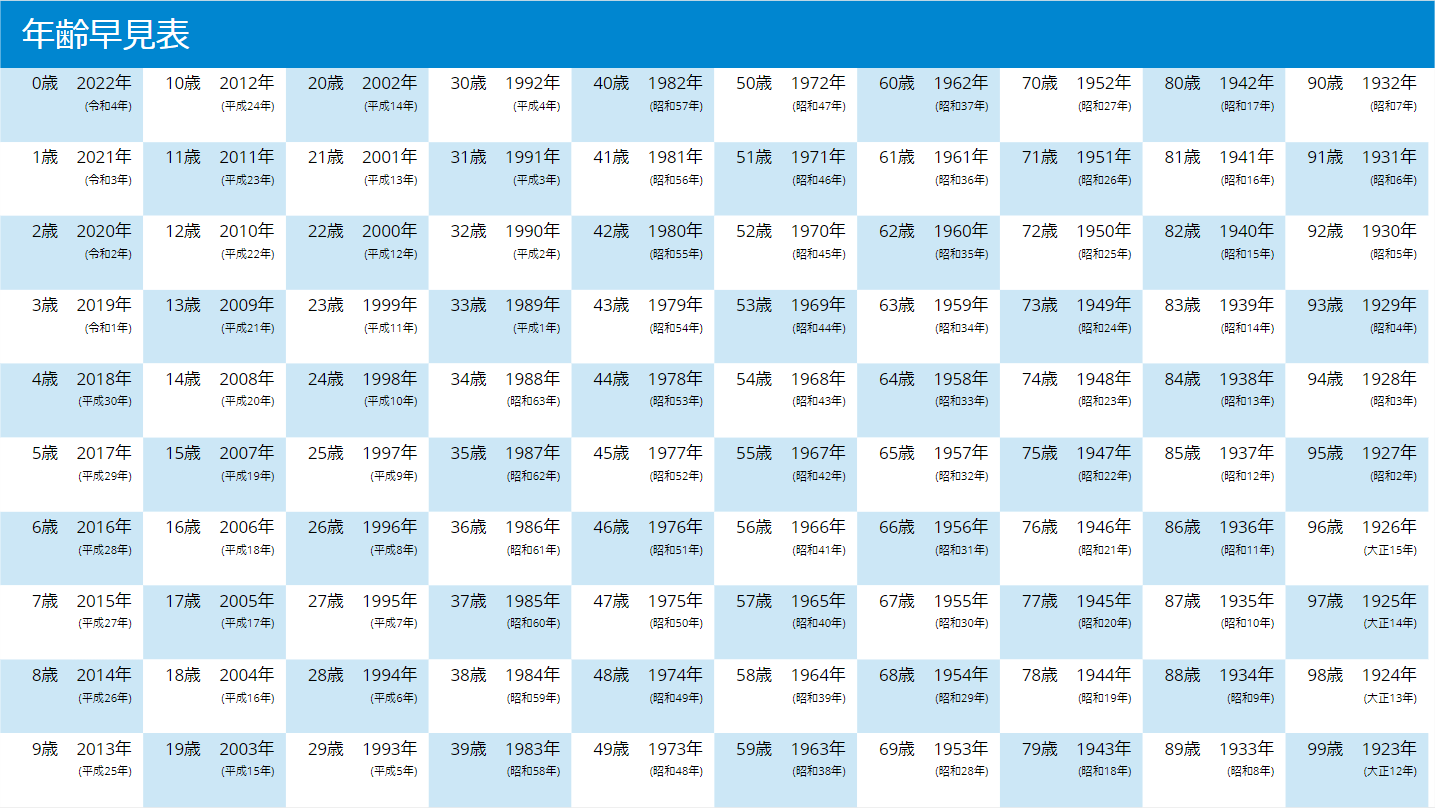 年齢早見表
0歳 2022年 10歳 2012年 20歳 2002年 30歳 1992年 40歳 1982年 50歳 1972年 60歳 1962年 70歳 1952年 80歳 1942年 90歳 1932年
(令和4年) (平成24年) (平成14年) (平成4年) (昭和57年) (昭和47年) (昭和37年) (昭和27年) (昭和17年) (昭和7年)
1歳 2021年 11歳 2011年 21歳 2001年 31歳 1991年 41歳 1981年 51歳 1971年 61歳 1961年 71歳 1951年 81歳 1941年 91歳 1931年
(令和3年) (平成23年) (平成13年) (平成3年) (昭和56年) (昭和46年) (昭和36年) (昭和26年) (昭和16年) (昭和6年)
2歳 2020年 12歳 2010年 22歳 2000年 32歳 1990年 42歳 1980年 52歳 1970年 62歳 1960年 72歳 1950年 82歳 1940年 92歳 1930年
(令和2年) (平成22年) (平成12年) (平成2年) (昭和55年) (昭和45年) (昭和35年) (昭和25年) (昭和15年) (昭和5年)
3歳 2019年 13歳 2009年 23歳 1999年 33歳 1989年 43歳 1979年 53歳 1969年 63歳 1959年 73歳 1949年 83歳 1939年 93歳 1929年
(令和1年) (平成21年) (平成11年) (平成1年) (昭和54年) (昭和44年) (昭和34年) (昭和24年) (昭和14年) (昭和4年)
4歳 2018年 14歳 2008年 24歳 1998年 34歳 1988年 44歳 1978年 54歳 1968年 64歳 1958年 74歳 1948年 84歳 1938年 94歳 1928年
(平成30年) (平成20年) (平成10年) (昭和63年) (昭和53年) (昭和43年) (昭和33年) (昭和23年) (昭和13年) (昭和3年)
5歳 2017年 15歳 2007年 25歳 1997年 35歳 1987年 45歳 1977年 55歳 1967年 65歳 1957年 75歳 1947年 85歳 1937年 95歳 1927年
(平成29年) (平成19年) (平成9年) (昭和62年) (昭和52年) (昭和42年) (昭和32年) (昭和22年) (昭和12年) (昭和2年)
6歳 2016年 16歳 2006年 26歳 1996年 36歳 1986年 46歳 1976年 56歳 1966年 66歳 1956年 76歳 1946年 86歳 1936年 96歳 1926年
(平成28年) (平成18年) (平成8年) (昭和61年) (昭和51年) (昭和41年) (昭和31年) (昭和21年) (昭和11年) (大正15年)
7歳 2015年 17歳 2005年 27歳 1995年 37歳 1985年 47歳 1975年 57歳 1965年 67歳 1955年 77歳 1945年 87歳 1935年 97歳 1925年
(平成27年) (平成17年) (平成7年) (昭和60年) (昭和50年) (昭和40年) (昭和30年) (昭和20年) (昭和10年) (大正14年)
8歳 2014年 18歳 2004年 28歳 1994年 38歳 1984年 48歳 1974年 58歳 1964年 68歳 1954年 78歳 1944年 88歳 1934年 98歳 1924年
(平成26年) (平成16年) (平成6年) (昭和59年) (昭和49年) (昭和39年) (昭和29年) (昭和19年) (昭和9年) (大正13年)
9歳 2013年 19歳 2003年 29歳 1993年 39歳 1983年 49歳 1973年 59歳 1963年 69歳 1953年 79歳 1943年 89歳 1933年 99歳 1923年
(平成25年) (平成15年) (平成5年) (昭和58年) (昭和48年) (昭和38年) (昭和28年) (昭和18年) (昭和8年) (大正12年)